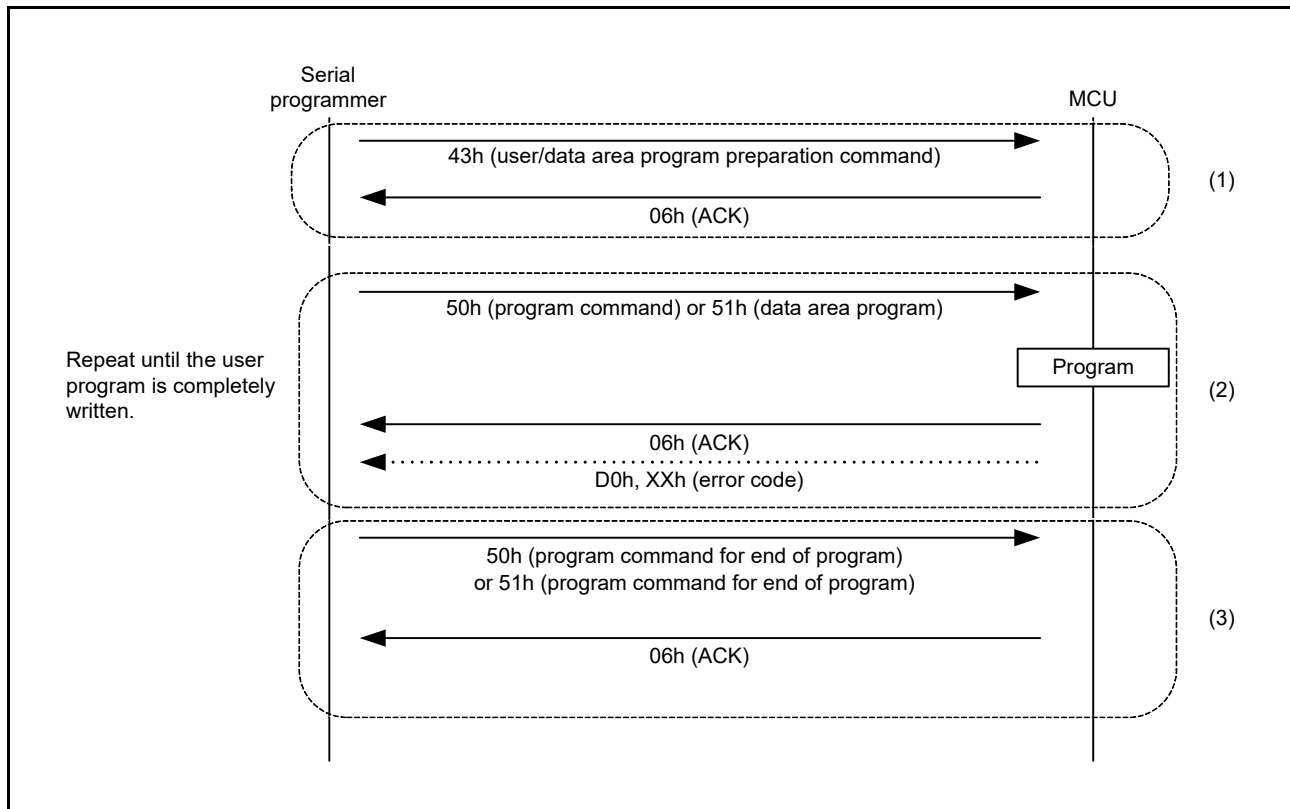 Serial
programmer
MCU
43h (user/data area program preparation command)
(1)
06h (ACK)
50h (program command) or 51h (data area program)
Repeat until the user
program is completely
written.
Program
(2)
06h (ACK)
D0h, XXh (error code)
50h (program command for end of program)
or 51h (program command for end of program)
(3)
06h (ACK)